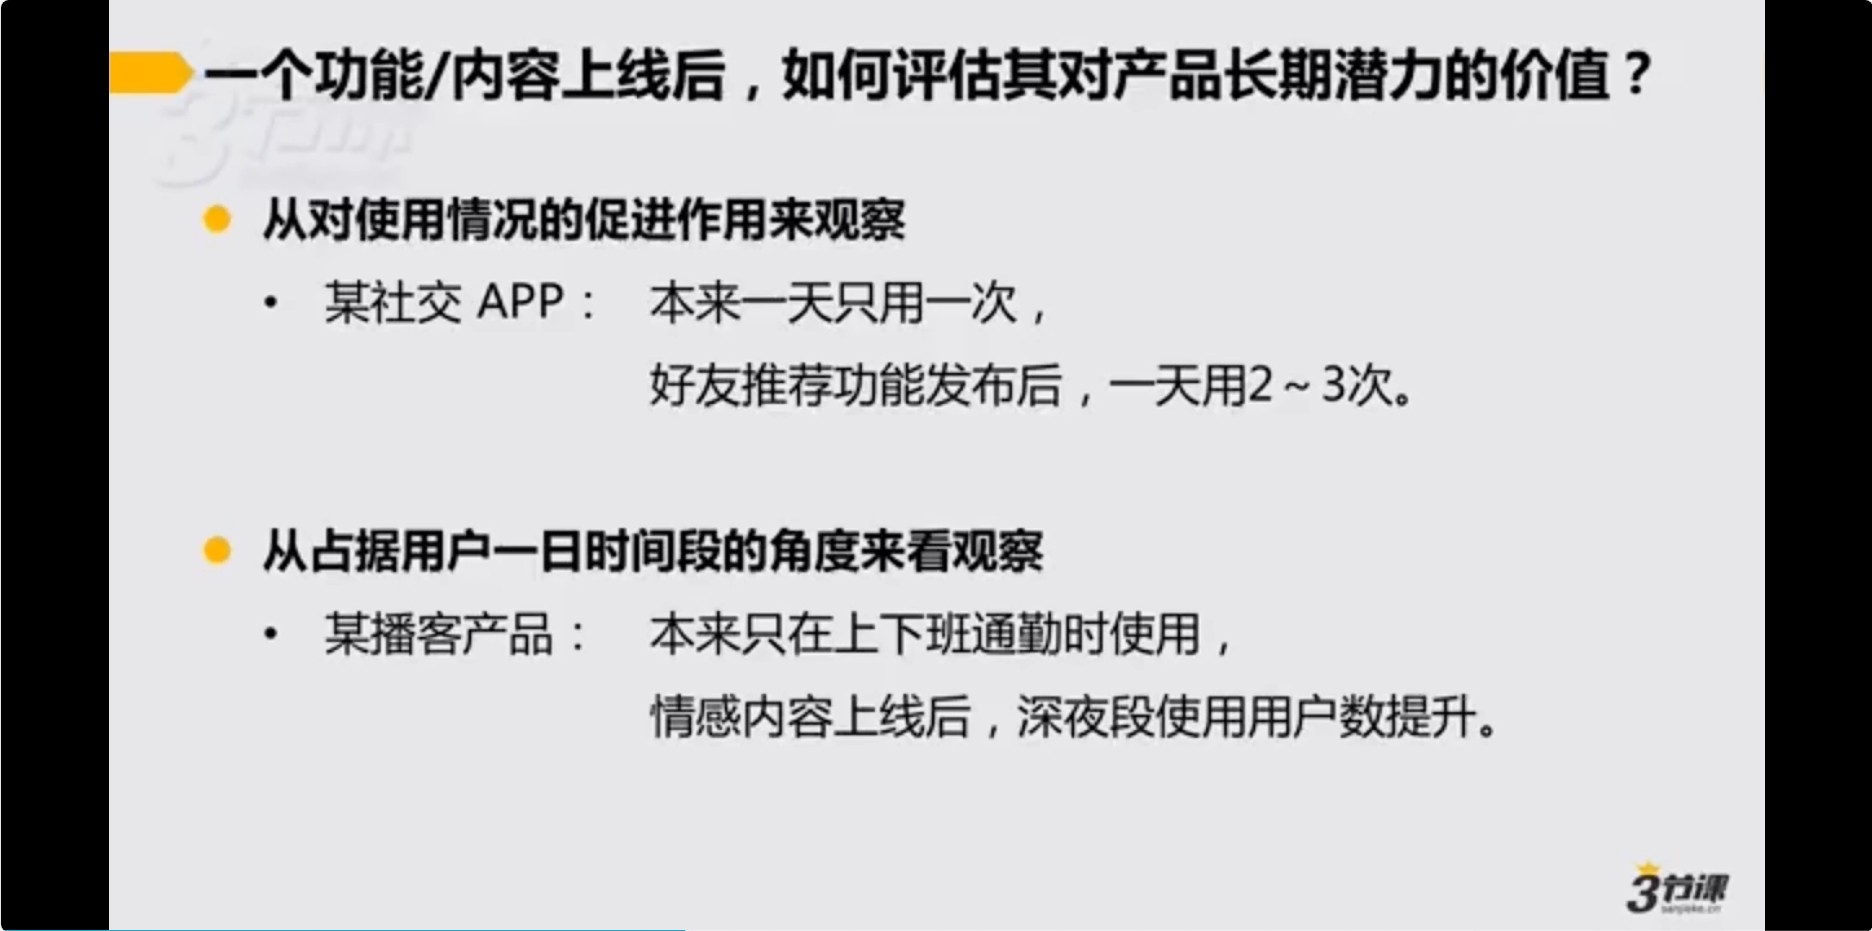 一个功能/内容上线后，如何评估其对产品长期潜力的价值？
3节课
从对使用情况的促进作用来观察
• 某社交 APP： 本来一天只用一次，
好友推荐功能发布后，一天用2～3次。
从占据用户一日时间段的角度来看观察
• 某播客产品： 本来只在上下班通勤时使用，
情感内容上线后，深夜段使用用户数提升。
3节课
sanjieke.cn